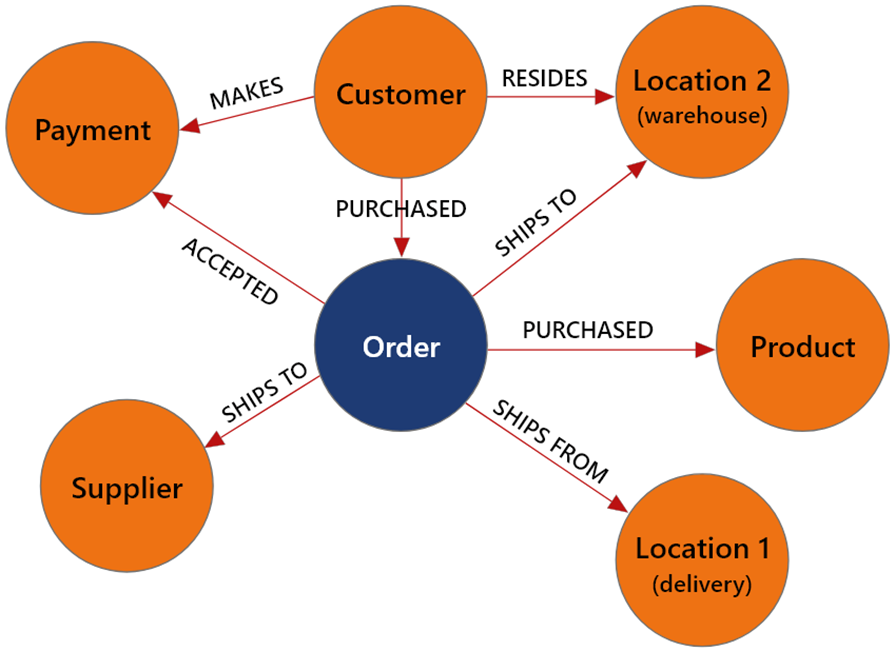 Customer
RESIDES
Location 2
(warehouse)
MAKES
Payment
PURCHASED
SHIPS TO
ACCEPTED
Order
PURCHASED
Product
SHIPS TO
SHIPS FROM
Supplier
Location 1
(delivery)